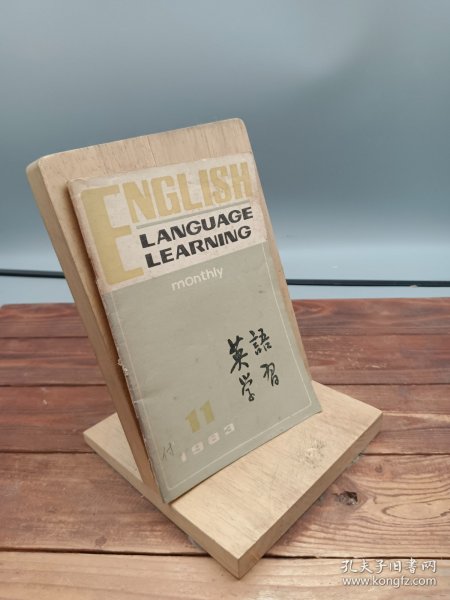 ENGLISH
LANGUAGE
LEARNING
monthly
英語
学習
11
1983
付
孔夫子旧书网
www.kongfz.com